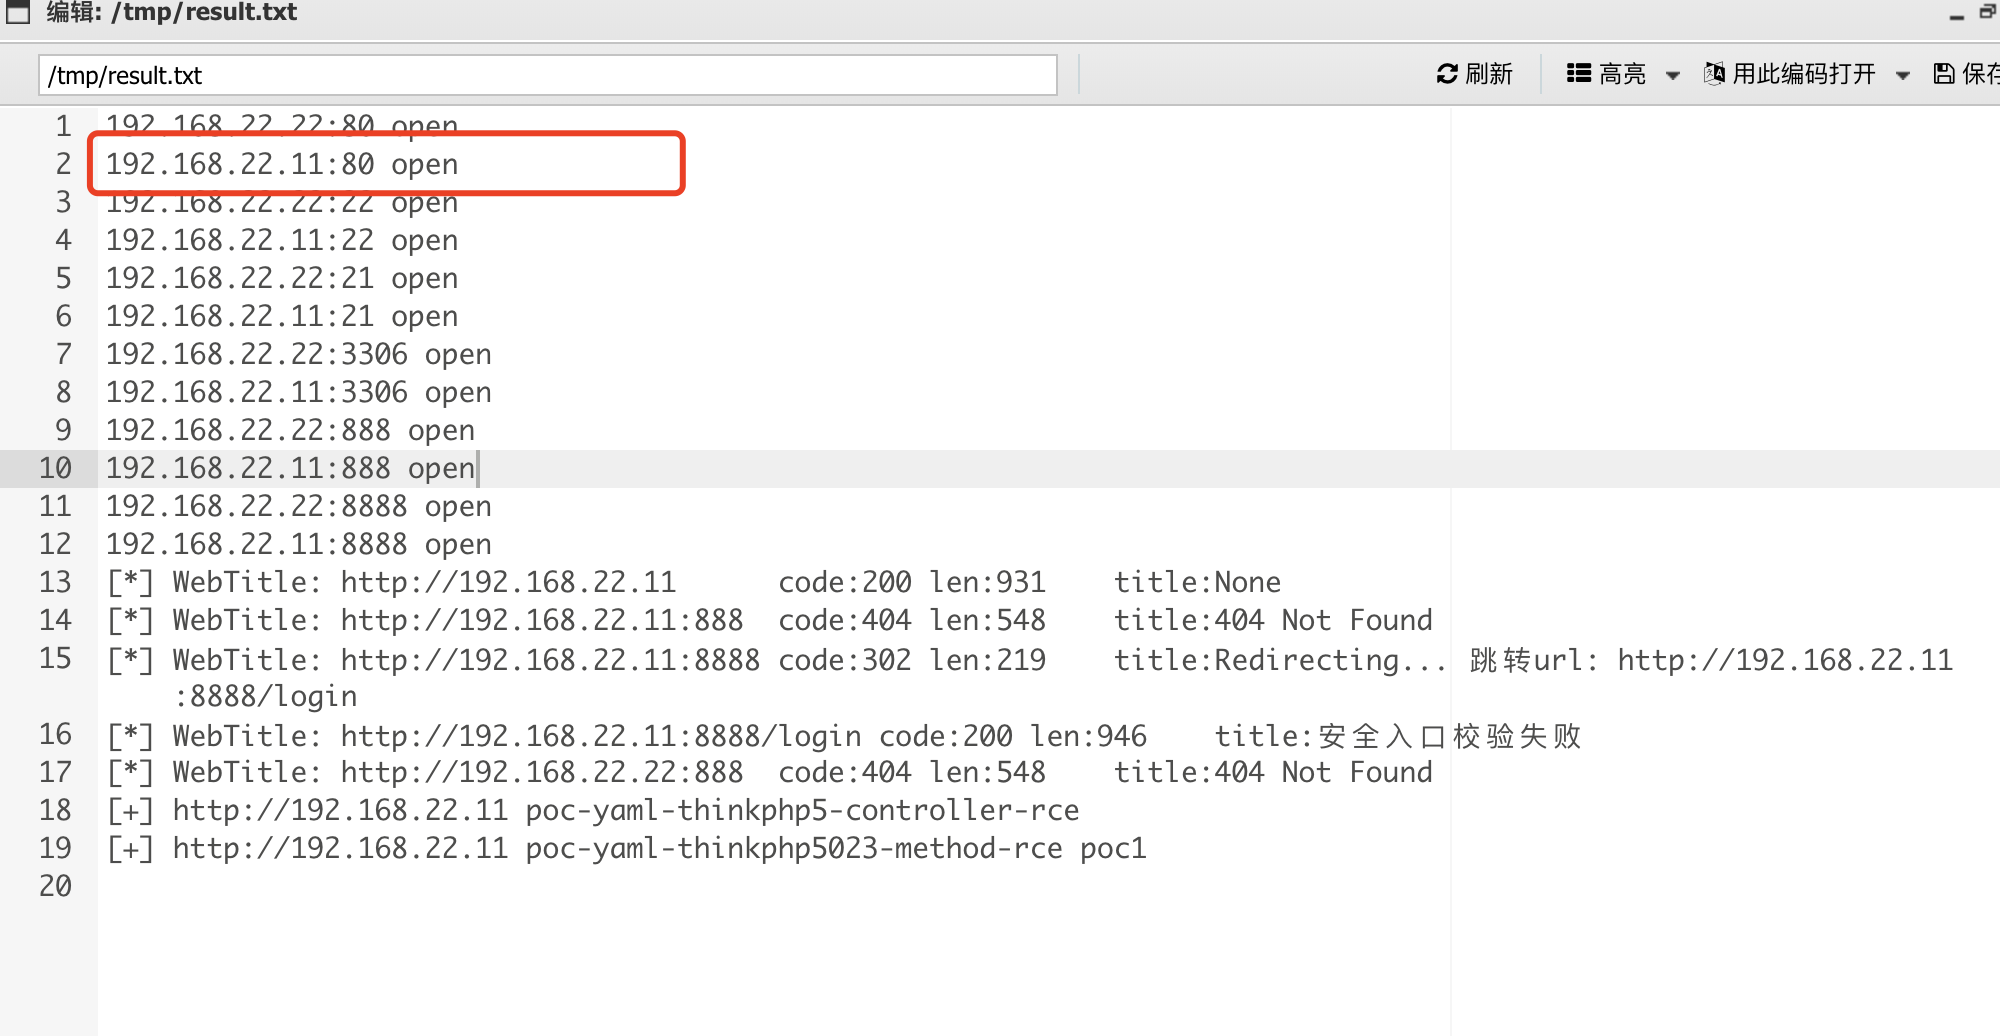 编辑: /tmp/result.txt
/tmp/result.txt 刷新 高亮 用此编码打开 保存
1 192.168.22.22:80 open
2 192.168.22.11:80 open
3 192.168.22.22:22 open
4 192.168.22.11:22 open
5 192.168.22.22:21 open
6 192.168.22.11:21 open
7 192.168.22.22:3306 open
8 192.168.22.11:3306 open
9 192.168.22.22:888 open
10 192.168.22.11:888 open
11 192.168.22.22:8888 open
12 192.168.22.11:8888 open
13 [*] WebTitle: http://192.168.22.11 code:200 len:931 title:None
14 [*] WebTitle: http://192.168.22.11:888 code:404 len:548 title:404 Not Found
15 [*] WebTitle: http://192.168.22.11:8888 code:302 len:219 title:Redirecting... 跳转url: http://192.168.22.11
:8888/login
16 [*] WebTitle: http://192.168.22.11:8888/login code:200 len:946 title:安全入口校验失败
17 [*] WebTitle: http://192.168.22.22:888 code:404 len:548 title:404 Not Found
18 [+] http://192.168.22.11 poc-yaml-thinkphp5-controller-rce
19 [+] http://192.168.22.11 poc-yaml-thinkphp5023-method-rce poc1
20